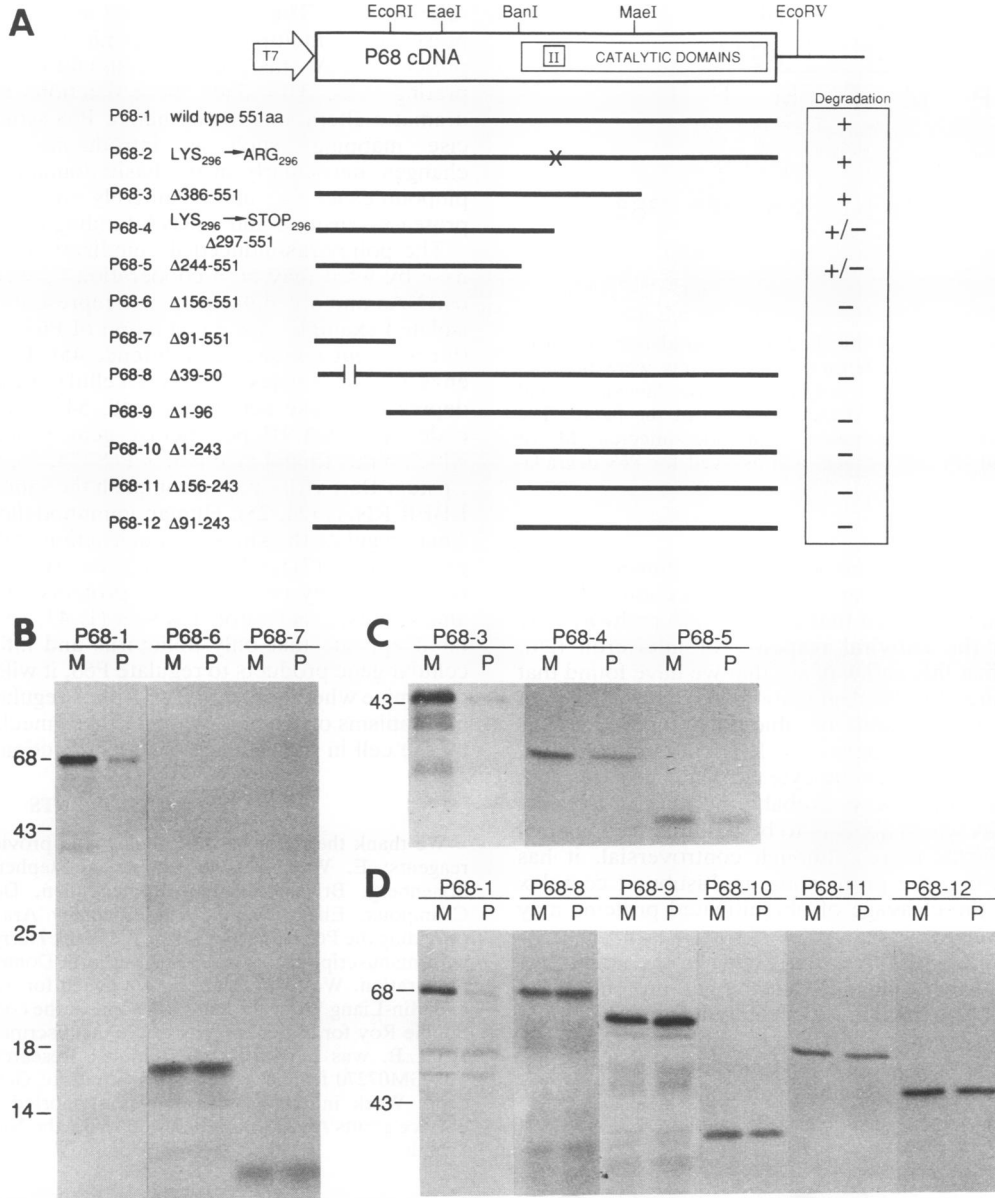 A
EcoRI EaeI BanI MaeI EcoRV
T7 P68 cDNA II CATALYTIC DOMAINS
Degradation
P68-1 wild type 551aa +
P68-2 LYS296 → ARG296 X +
P68-3 Δ386-551 +
P68-4 LYS296 → STOP296 +/−
Δ297-551
P68-5 Δ244-551 +/−
P68-6 Δ156-551 −
P68-7 Δ91-551 −
P68-8 Δ39-50 −
P68-9 Δ1-96 −
P68-10 Δ1-243 −
P68-11 Δ156-243 −
P68-12 Δ91-243 −
B
P68-1 P68-6 P68-7
M P M P M P
68
43
25
18
14
C
P68-3 P68-4 P68-5
M P M P M P
43
D
P68-1 P68-8 P68-9 P68-10 P68-11 P68-12
M P M P M P M P M P M P
68
43